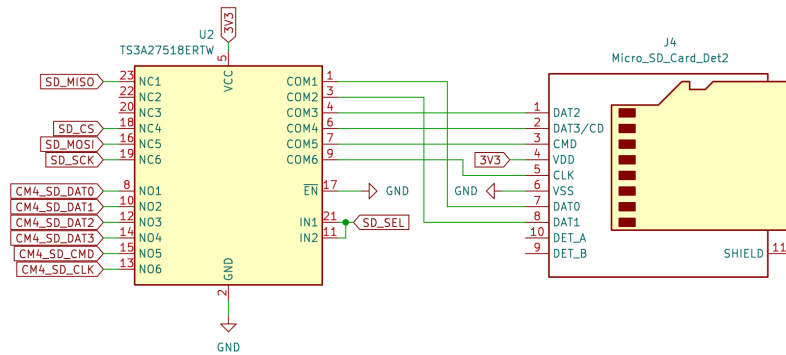 3V3
U2
TS3A27518ERTW
5
VCC
SD_MISO 23 NC1 COM1 1
22 NC2 COM2 3
20 NC3 COM3 4
SD_CS 18 NC4 COM4 6
SD_MOSI 16 NC5 COM5 7
SD_SCK 19 NC6 COM6 9
CM4_SD_DAT0 8 NO1 EN 17 GND
CM4_SD_DAT1 10 NO2
CM4_SD_DAT2 12 NO3 IN1 21 SD_SEL
CM4_SD_DAT3 14 NO4 IN2 11
CM4_SD_CMD 15 NO5
CM4_SD_CLK 13 NO6
GND
2
GND
J4
Micro_SD_Card_Det2
1 DAT2
2 DAT3/CD
3 CMD
3V3 4 VDD
5 CLK
GND 6 VSS
7 DAT0
8 DAT1
10 DET_A
9 DET_B
SHIELD 11